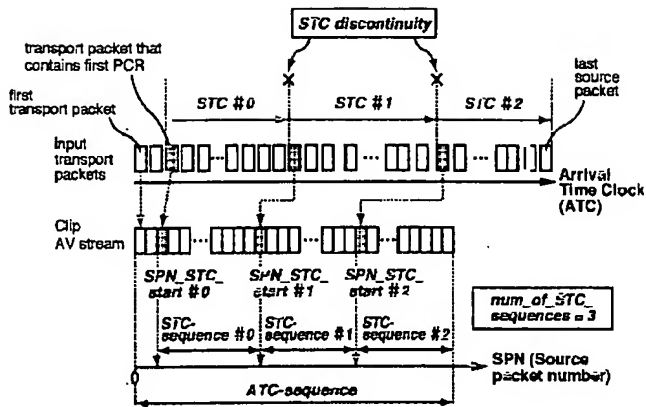 STC discontinuity
transport packet that
contains first PCR
first
transport packet
last
source
packet
STC #0
STC #1
STC #2
Input
transport
packets
Arrival
Time Clock
(ATC)
Clip
AV stream
SPN_STC_
start #0
SPN_STC_
start #1
SPN_STC_
start #2
num_of_STC_
sequences = 3
STC-
sequence #0
STC-
sequence #1
STC-
sequence #2
0
SPN (Source
packet number)
ATC-sequence